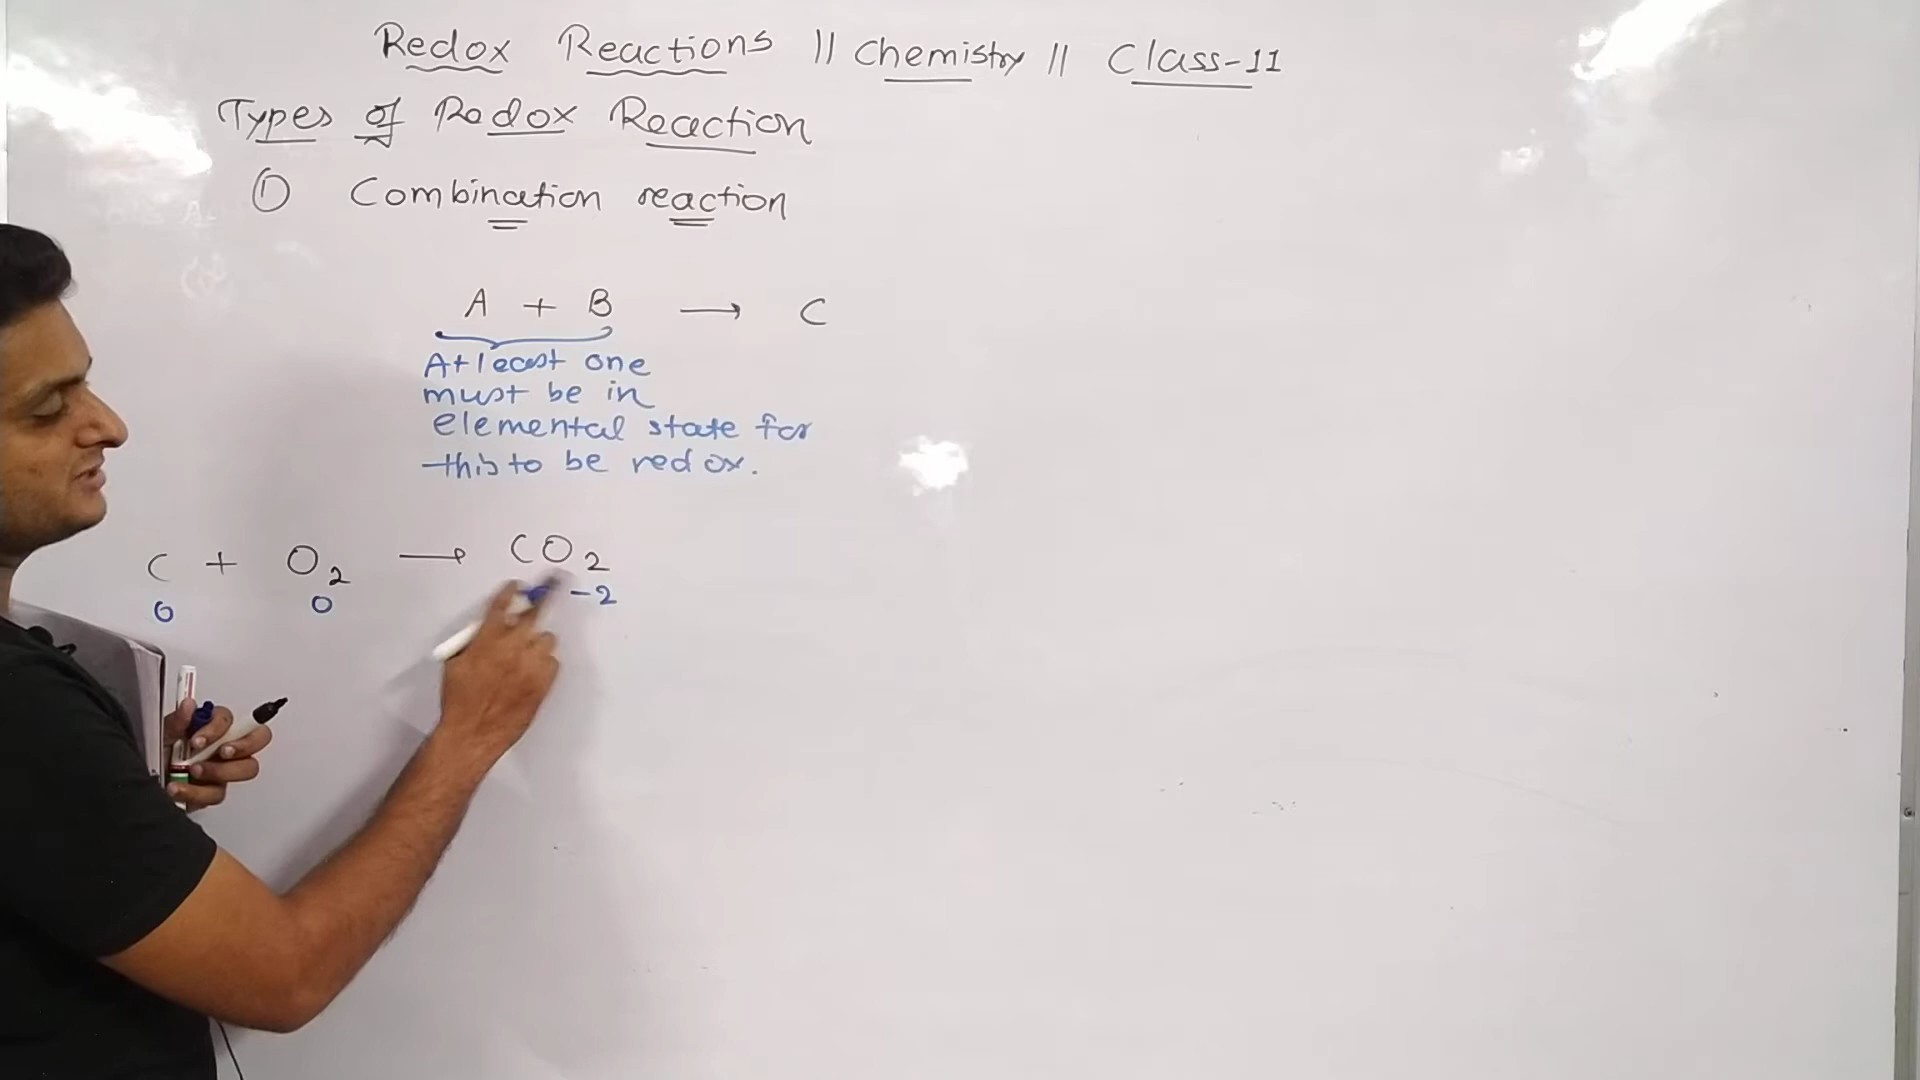 Redox Reactions || Chemistry || Class-11
Types of Redox Reaction
① Combination reaction
A + B → C
Atleast one
must be in
elemental state for
this to be redox.
C + O₂ → CO₂
0 0 -2